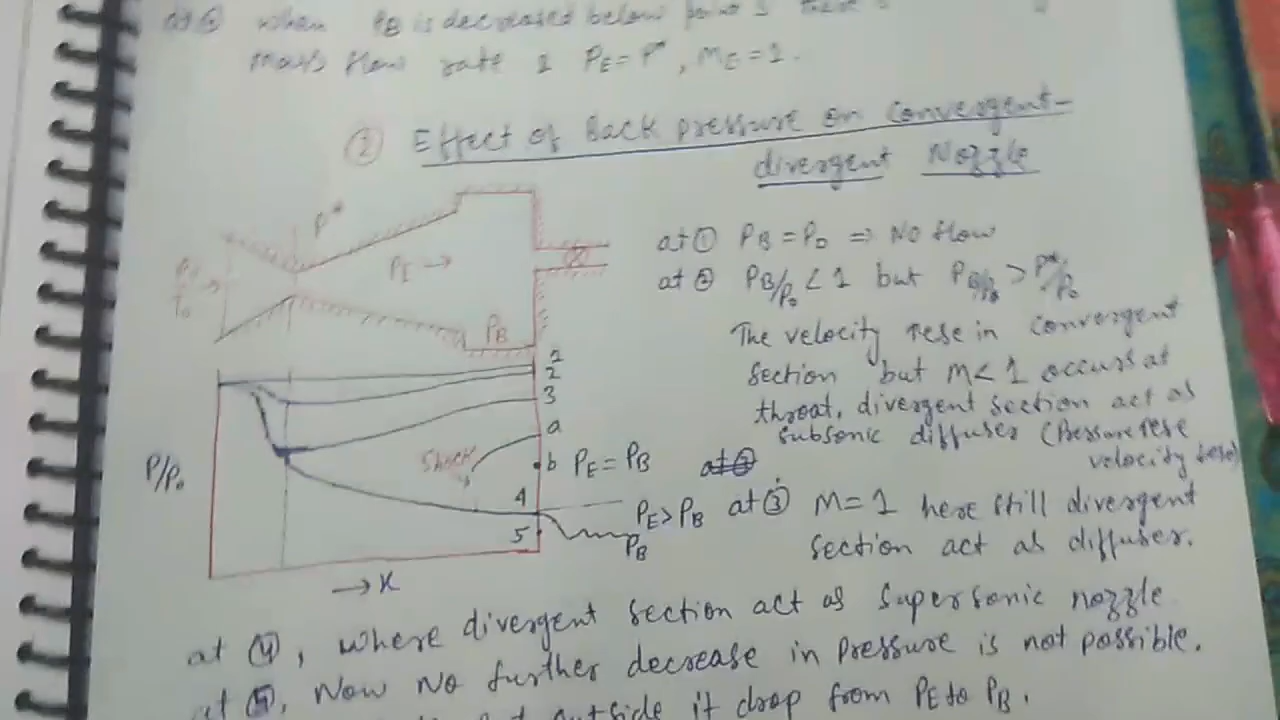 when PB is decreased below point 3 there
mass flow rate & PE = P*, ME = 1.
② Effect of Back pressure on Convergent-
divergent Nozzle
P*
PE →
T0
PB
at ① PB = P0 ⇒ No flow
at ② PB/P0 < 1 but PB/P0 > P*/P0
The velocity rese in convergent
section but M < 1 occurs at
throat, divergent section act as
subsonic diffuser (Pressure rese
velocity
1
2
3
a
Shock
b PE = PB
P/P0
4
PE > PB
5
PB
at ③ M = 1 here still divergent
section act as diffuser.
→ x
at ④, where divergent section act as supersonic nozzle
at ⑤, Now No further decrease in pressure is not possible.
outside it drop from PE to PB.